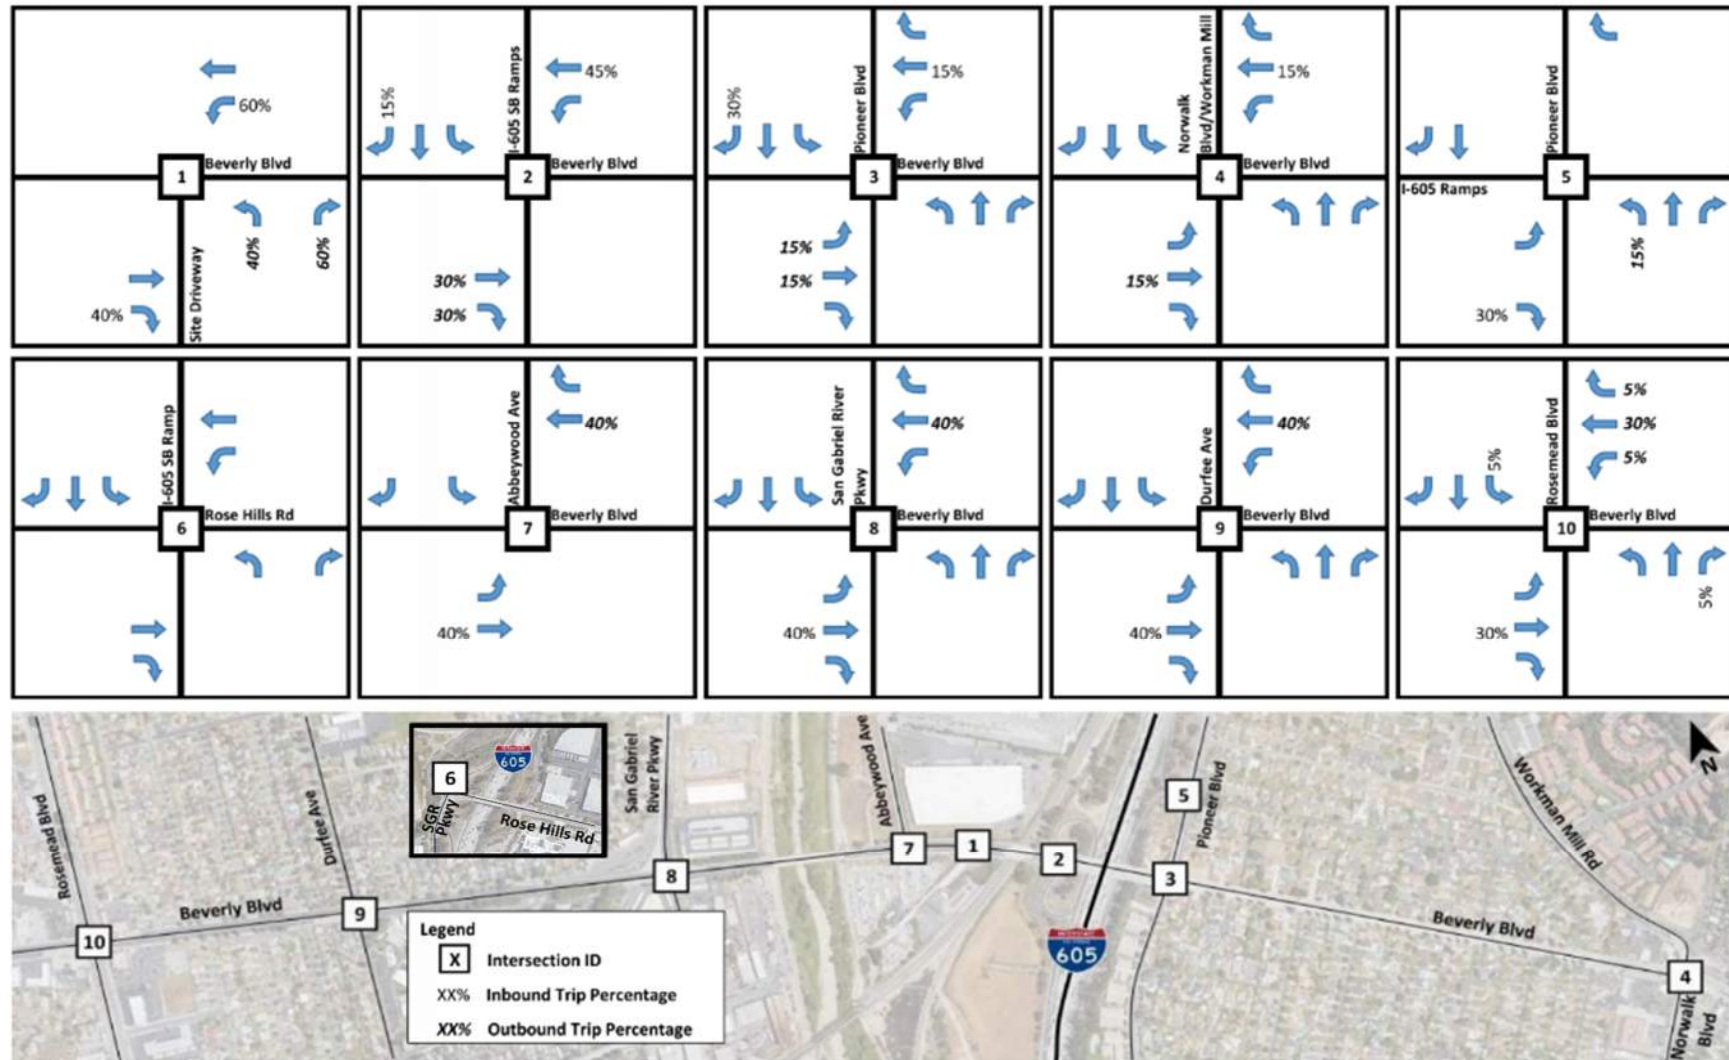 45%
60%
15%
I-605 SB Ramps
Beverly Blvd
1
Beverly Blvd
2
40%
60%
Site Driveway
40%
30%
30%
15%
30%
Pioneer Blvd
Beverly Blvd
3
15%
15%
15%
Norwalk
Blvd/Workman Mill
Beverly Blvd
4
15%
Pioneer Blvd
5
I-605 Ramps
15%
30%
I-605 SB Ramp
Rose Hills Rd
6
40%
Abbeywood Ave
Beverly Blvd
7
40%
40%
San Gabriel River
Pkwy
Beverly Blvd
8
40%
40%
Durfee Ave
Beverly Blvd
9
40%
5%
30%
5%
5%
Rosemead Blvd
Beverly Blvd
10
5%
30%
Rosemead Blvd
Durfee Ave
6
605
SGR
Pkwy
Rose Hills Rd
San Gabriel
River Pkwy
Abbeywood Ave
5
Pioneer Blvd
Workman Mill Rd
N
7
1
2
3
8
9
10
Beverly Blvd
Beverly Blvd
605
4
Norwalk
Blvd
Legend
X Intersection ID
XX% Inbound Trip Percentage
XX% Outbound Trip Percentage